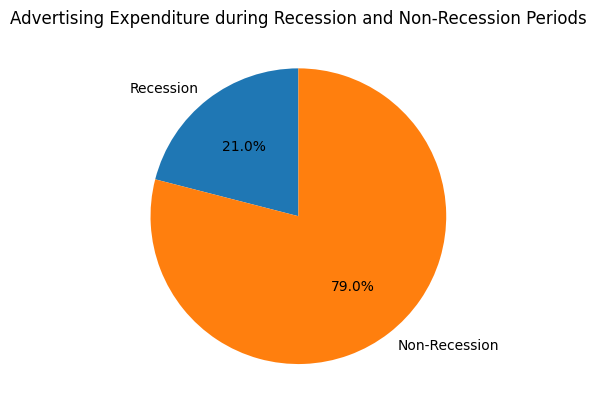 Advertising Expenditure during Recession and Non-Recession Periods
Recession
21.0%
79.0%
Non-Recession